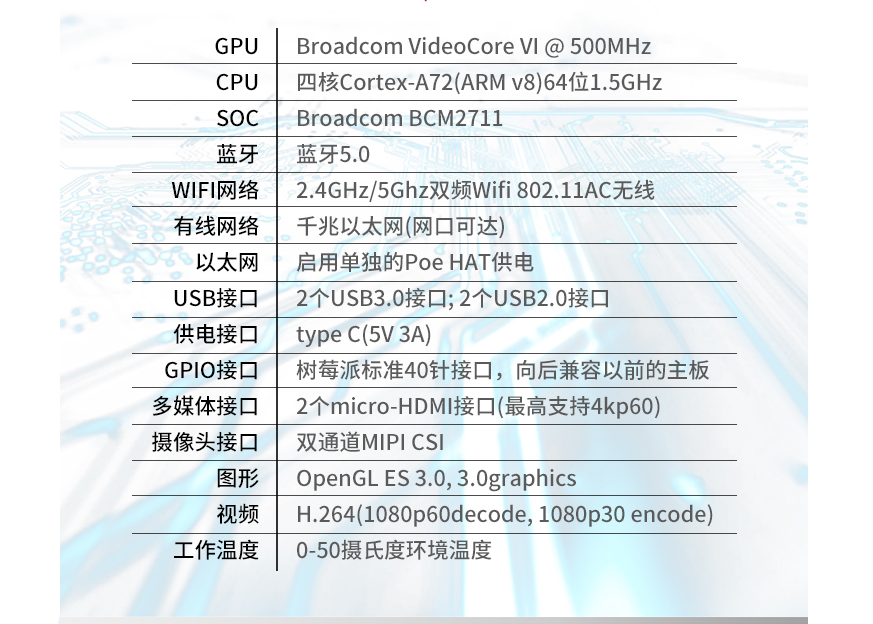 GPU Broadcom VideoCore VI @ 500MHz
CPU 四核Cortex-A72(ARM v8)64位1.5GHz
SOC Broadcom BCM2711
蓝牙 蓝牙5.0
WIFI网络 2.4GHz/5Ghz双频Wifi 802.11AC无线
有线网络 千兆以太网(网口可达)
以太网 启用单独的Poe HAT供电
USB接口 2个USB3.0接口; 2个USB2.0接口
供电接口 type C(5V 3A)
GPIO接口 树莓派标准40针接口，向后兼容以前的主板
多媒体接口 2个micro-HDMI接口(最高支持4kp60)
摄像头接口 双通道MIPI CSI
图形 OpenGL ES 3.0, 3.0graphics
视频 H.264(1080p60decode, 1080p30 encode)
工作温度 0-50摄氏度环境温度